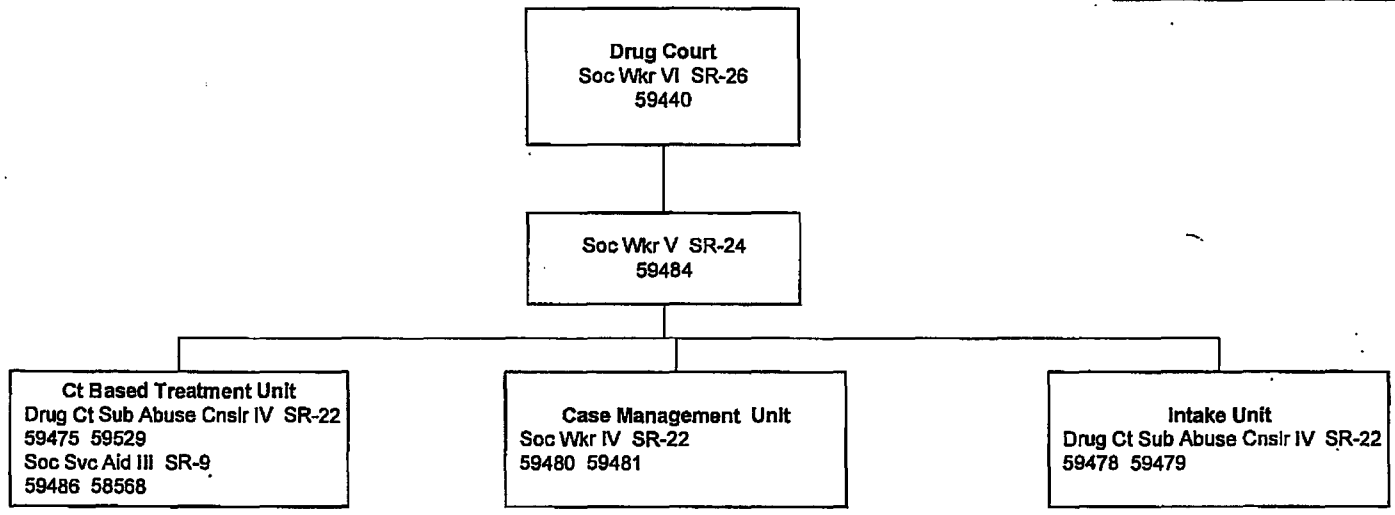 Drug Court
Soc Wkr VI SR-26
59440
Soc Wkr V SR-24
59484
Ct Based Treatment Unit
Drug Ct Sub Abuse Cnslr IV SR-22
59475 59529
Soc Svc Aid III SR-9
59486 58568
Case Management Unit
Soc Wkr IV SR-22
59480 59481
Intake Unit
Drug Ct Sub Abuse Cnslr IV SR-22
59478 59479